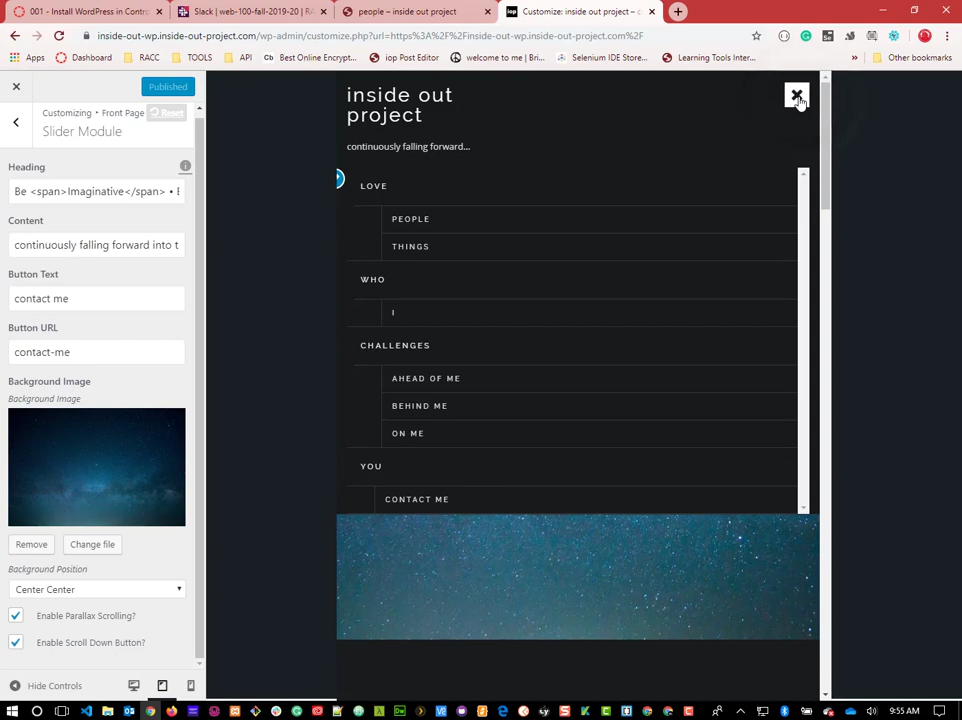 001 - Install WordPress in Contro
Slack | web-100-fall-2019-20 | RA
people – inside out project
Customize: inside out project – c
inside-out-wp.inside-out-project.com/wp-admin/customize.php?url=https%3A%2F%2Finside-out-wp.inside-out-project.com%2F
Apps
Dashboard
RACC
TOOLS
API
Best Online Encrypt...
iop Post Editor
welcome to me | Bri...
Selenium IDE Store...
Learning Tools Inter...
Other bookmarks
Published
Customizing • Front Page
Reset
Slider Module
Heading
Be <span>Imaginative</span> •
Content
continuously falling forward into t
Button Text
contact me
Button URL
contact-me
Background Image
Background Image
Remove
Change file
Background Position
Center Center
Enable Parallax Scrolling?
Enable Scroll Down Button?
Hide Controls
inside out
project
continuously falling forward...
LOVE
PEOPLE
THINGS
WHO
I
CHALLENGES
AHEAD OF ME
BEHIND ME
ON ME
YOU
CONTACT ME
9:55 AM